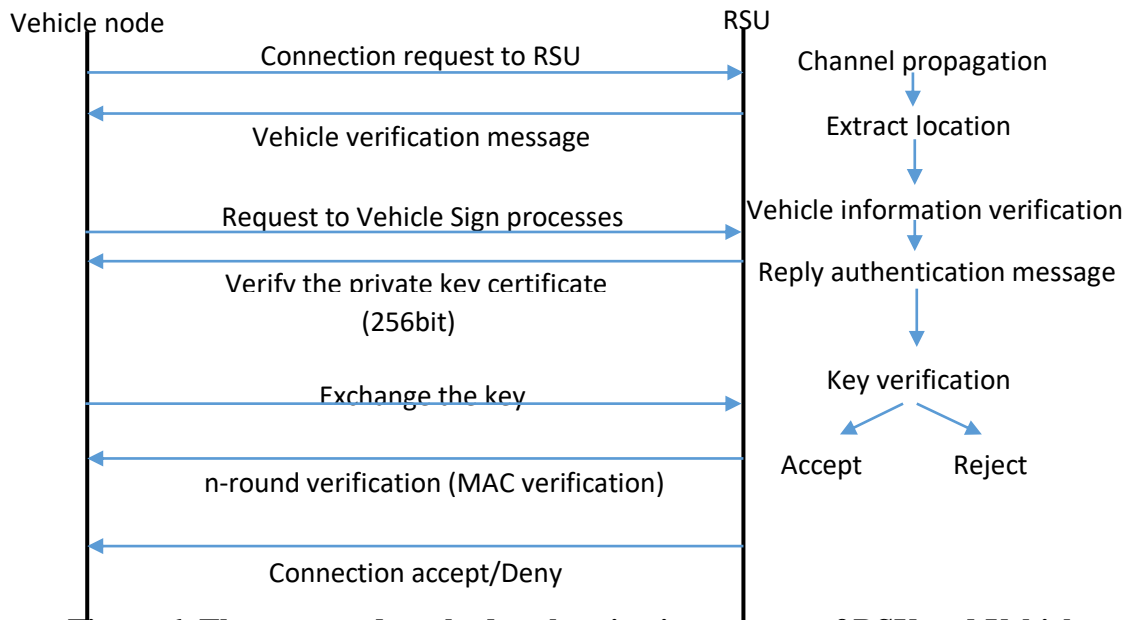 Vehicle node
RSU
Connection request to RSU
Vehicle verification message
Request to Vehicle Sign processes
Verify the private key certificate
(256bit)
Exchange the key
n-round verification (MAC verification)
Connection accept/Deny
Channel propagation
Extract location
Vehicle information verification
Reply authentication message
Key verification
Accept
Reject